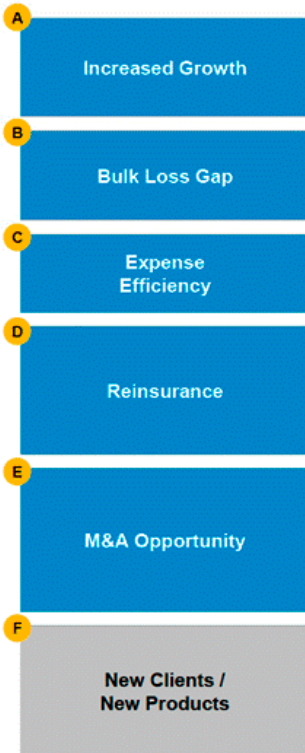 A
Increased Growth
B
Bulk Loss Gap
C
Expense
Efficiency
D
Reinsurance
E
M&A Opportunity
F
New Clients /
New Products